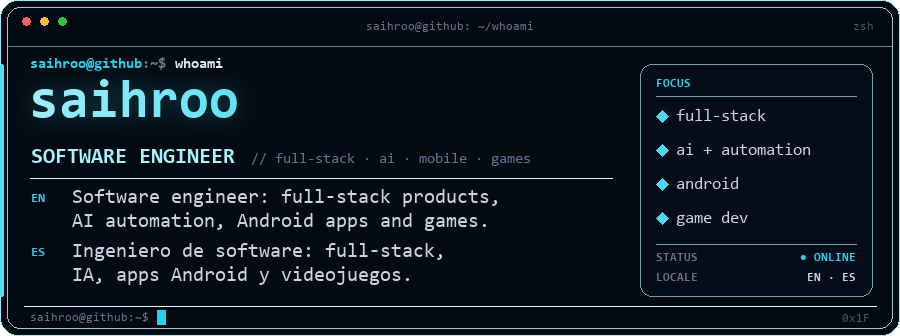 saihroo@github: ~/whoami
zsh
saihroo@github:~$ whoami
saihroo
SOFTWARE ENGINEER // full-stack · ai · mobile · games
EN Software engineer: full-stack products,
AI automation, Android apps and games.
ES Ingeniero de software: full-stack,
IA, apps Android y videojuegos.
FOCUS
◆ full-stack
◆ ai + automation
◆ android
◆ game dev
STATUS ● ONLINE
LOCALE EN · ES
saihroo@github:~$
0x1F